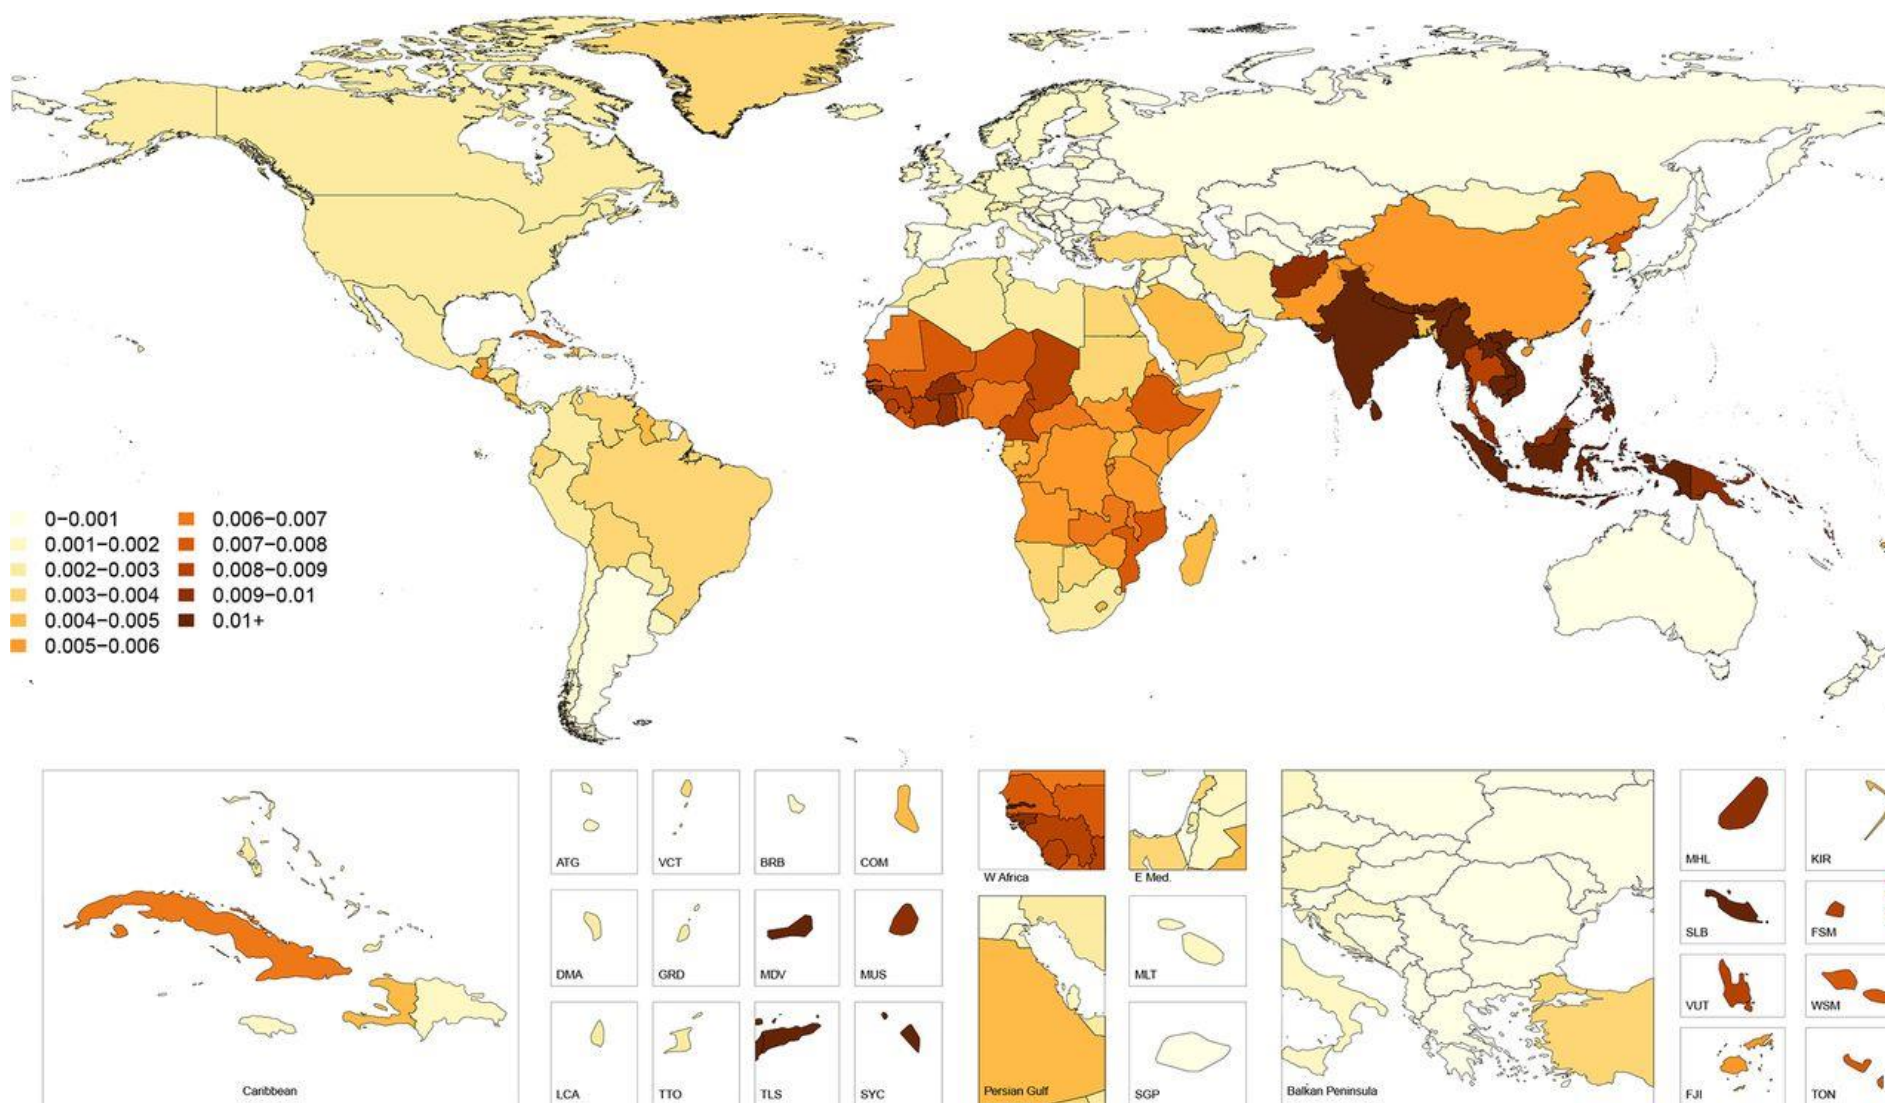 0−0.001
0.001−0.002
0.002−0.003
0.003−0.004
0.004−0.005
0.005−0.006
0.006−0.007
0.007−0.008
0.008−0.009
0.009−0.01
0.01+
Caribbean
ATG
VCT
BRB
COM
DMA
GRD
MDV
MUS
LCA
TTO
TLS
SYC
W Africa
E Med.
Persian Gulf
MLT
SGP
Balkan Peninsula
MHL
KIR
SLB
FSM
VUT
WSM
FJI
TON